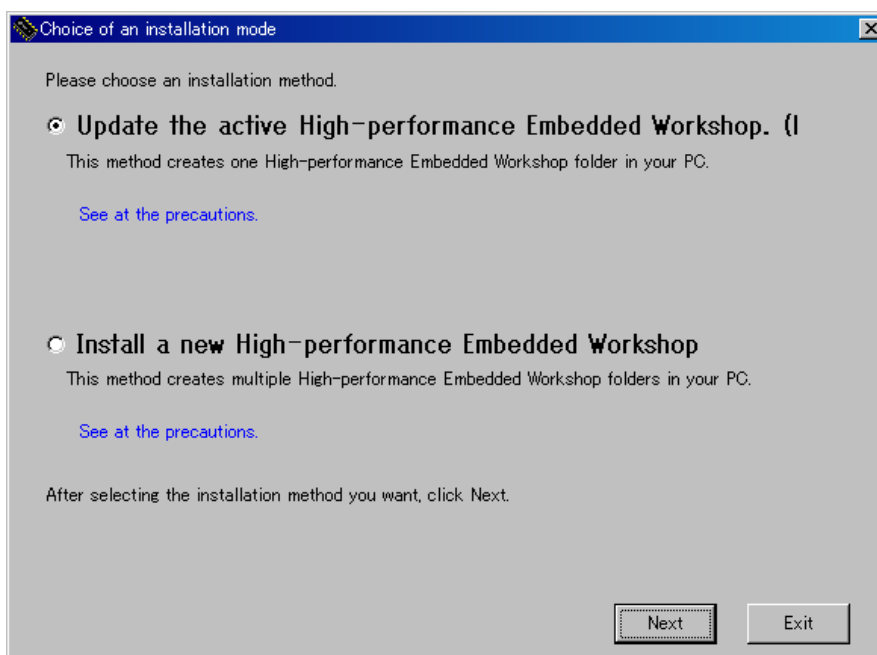 Choice of an installation mode
Please choose an installation method.
Update the active High-performance Embedded Workshop. (I
This method creates one High-performance Embedded Workshop folder in your PC.
See at the precautions.
Install a new High-performance Embedded Workshop
This method creates multiple High-performance Embedded Workshop folders in your PC.
See at the precautions.
After selecting the installation method you want, click Next.
Next Exit